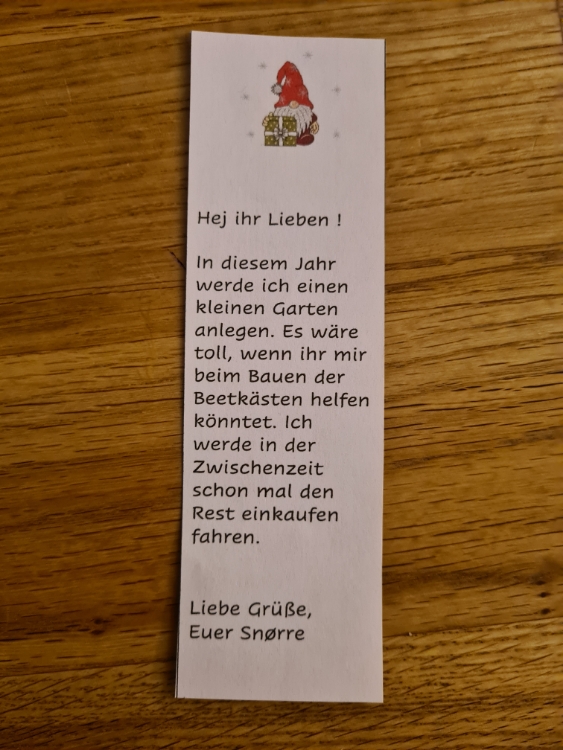 Hej ihr Lieben !
In diesem Jahr
werde ich einen
kleinen Garten
anlegen. Es wäre
toll, wenn ihr mir
beim Bauen der
Beetkästen helfen
könntet. Ich
werde in der
Zwischenzeit
schon mal den
Rest einkaufen
fahren.
Liebe Grüße,
Euer Snørre